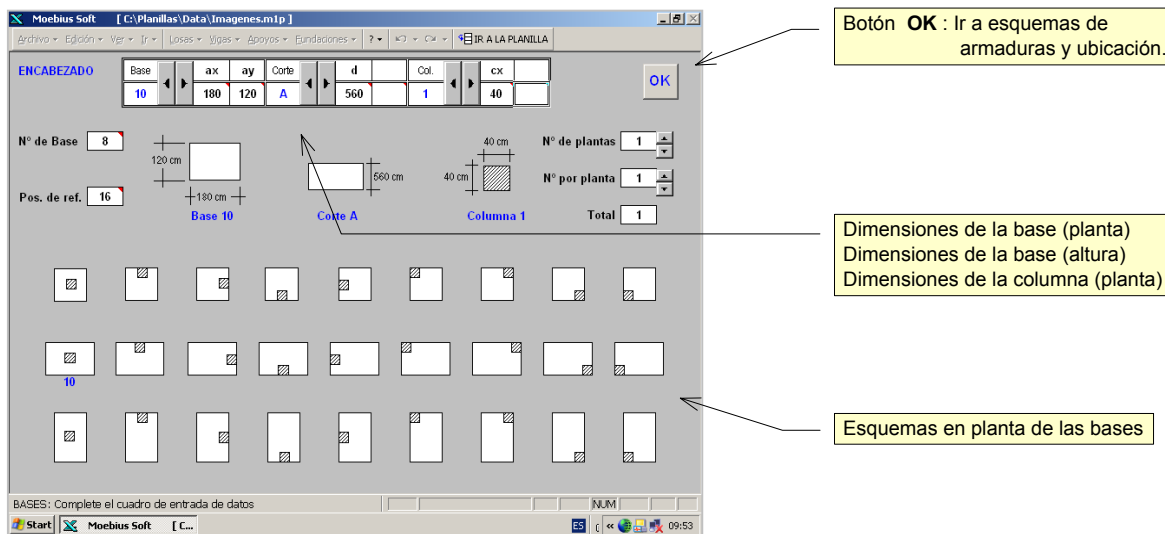 Moebius Soft [ C:\Planillas\Data\Imagenes.m1p ]
Archivo Edición Ver Ir Losas Vigas Apoyos Fundaciones ? IR A LA PLANILLA
ENCABEZADO
Base ax ay Corte d Col. cx
10 180 120 A 560 1 40
OK
Nº de Base 8
Pos. de ref. 16
120 cm
180 cm
Base 10
560 cm
Corte A
40 cm
40 cm
Columna 1
Nº de plantas 1
Nº por planta 1
Total 1
10
BASES: Complete el cuadro de entrada de datos
NUM
Start Moebius Soft [ C... ES « 09:53
Botón OK : Ir a esquemas de
armaduras y ubicación.
Dimensiones de la base (planta)
Dimensiones de la base (altura)
Dimensiones de la columna (planta)
Esquemas en planta de las bases